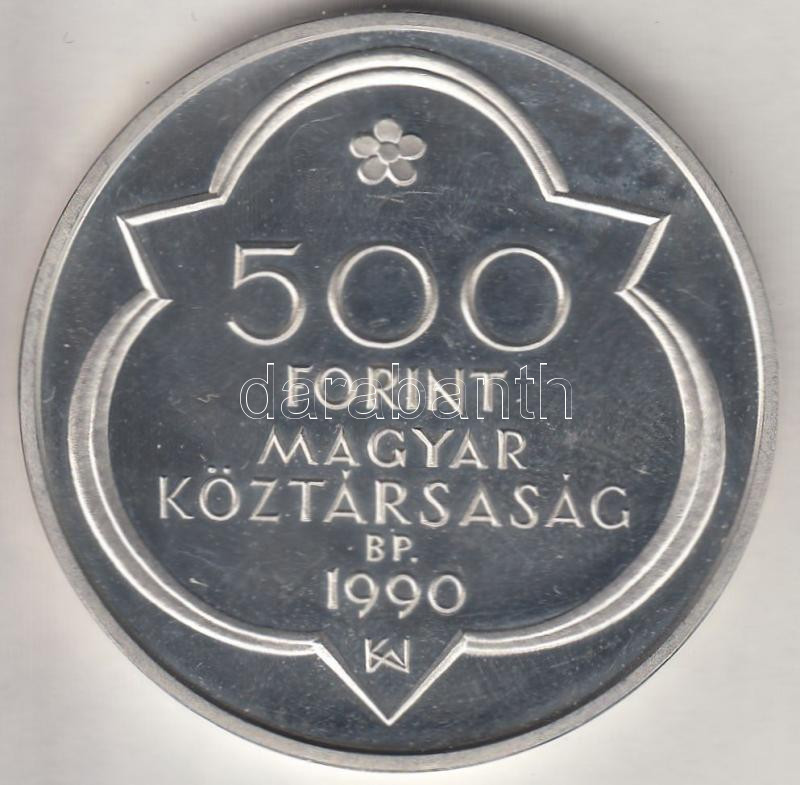 500
FORINT
darabanth
MAGYAR
KÖZTÁRSASÁG
BP.
1990